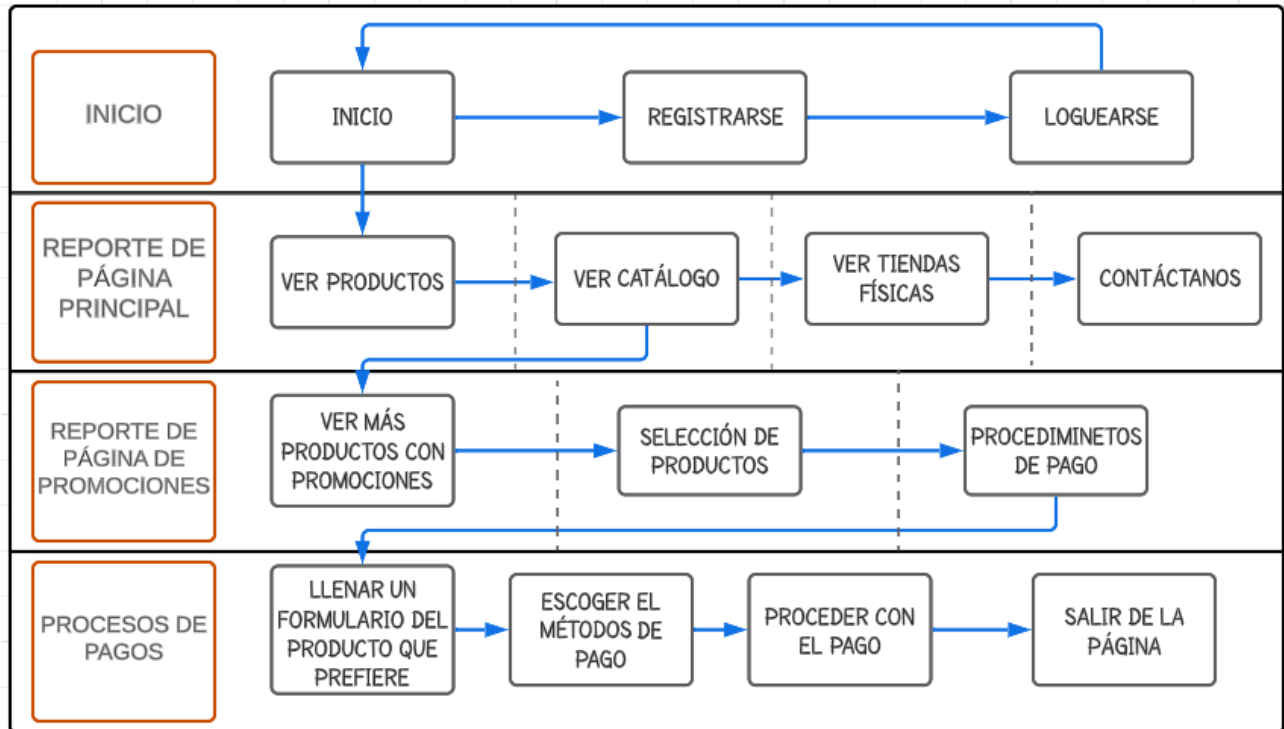 INICIO
INICIO
REGISTRARSE
LOGUEARSE
REPORTE DE
PÁGINA
PRINCIPAL
VER PRODUCTOS
VER CATÁLOGO
VER TIENDAS
FÍSICAS
CONTÁCTANOS
REPORTE DE
PÁGINA DE
PROMOCIONES
VER MÁS
PRODUCTOS CON
PROMOCIONES
SELECCIÓN DE
PRODUCTOS
PROCEDIMINETOS
DE PAGO
PROCESOS DE
PAGOS
LLENAR UN
FORMULARIO DEL
PRODUCTO QUE
PREFIERE
ESCOGER EL
MÉTODOS DE
PAGO
PROCEDER CON
EL PAGO
SALIR DE LA
PÁGINA